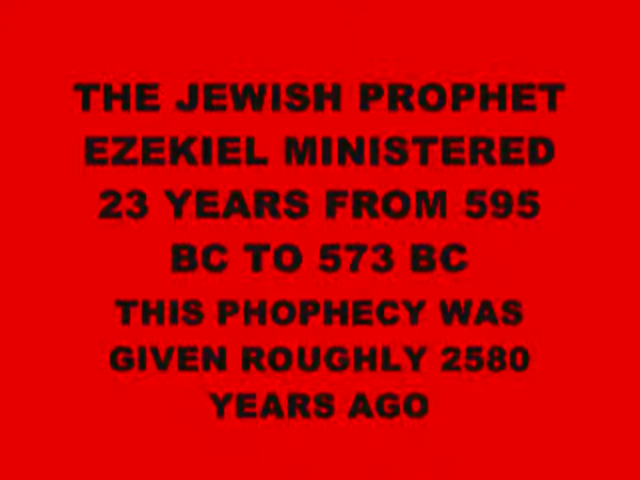 THE JEWISH PROPHET
EZEKIEL MINISTERED
23 YEARS FROM 595
BC TO 573 BC
THIS PHOPHECY WAS
GIVEN ROUGHLY 2580
YEARS AGO